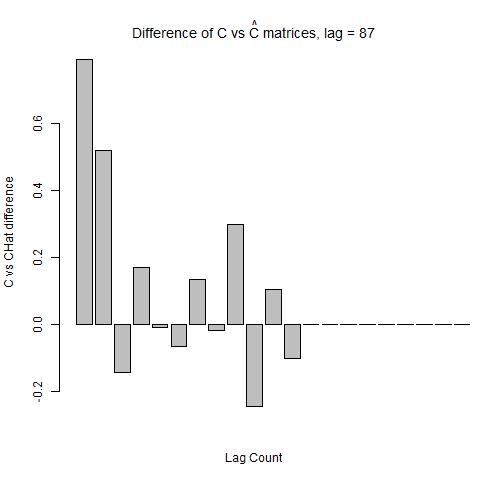 Difference of C vs Ĉ matrices, lag = 87
0.6
0.4
0.2
0.0
-0.2
C vs CHat difference
Lag Count